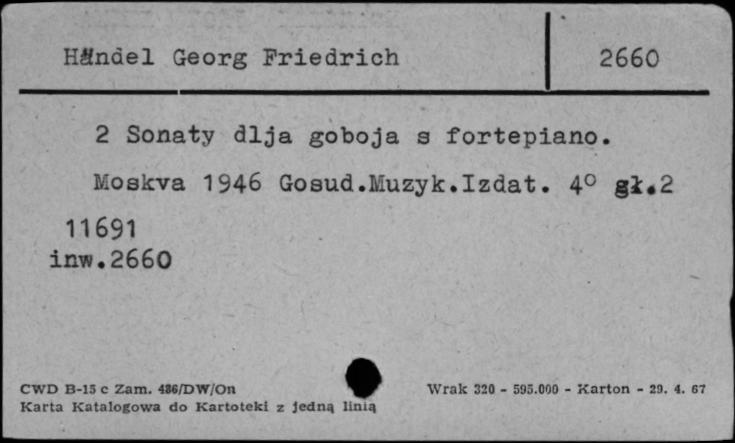 Händel Georg Friedrich 2660
2 Sonaty dlja goboja s fortepiano.
Moskva 1946 Gosud.Muzyk.Izdat. 4° gł.2
11691
inw.2660
CWD B-15 c Zam. 486/DW/On Wrak 320 - 595.000 - Karton - 29. 4. 67
Karta Katalogowa do Kartoteki z jedną linią